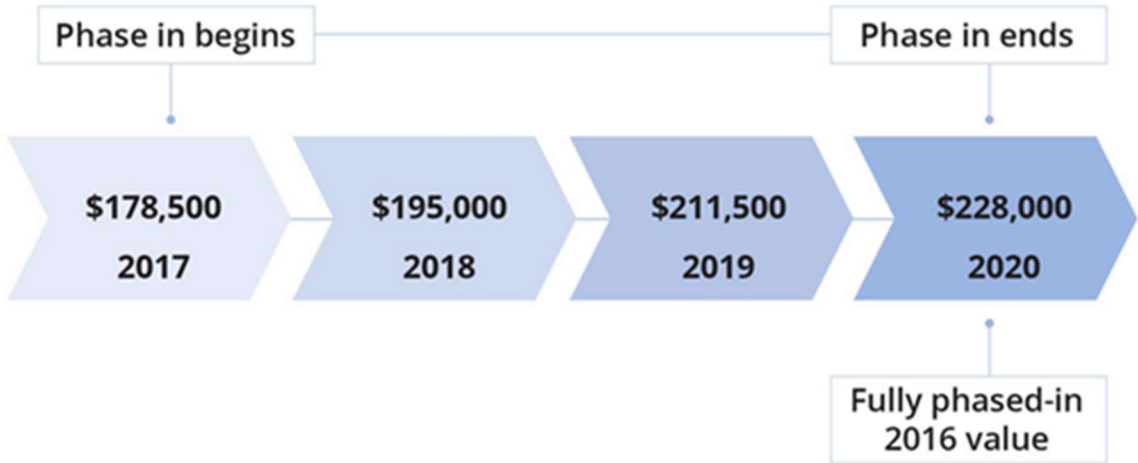 Phase in begins
Phase in ends
$178,500
2017
$195,000
2018
$211,500
2019
$228,000
2020
Fully phased-in
2016 value